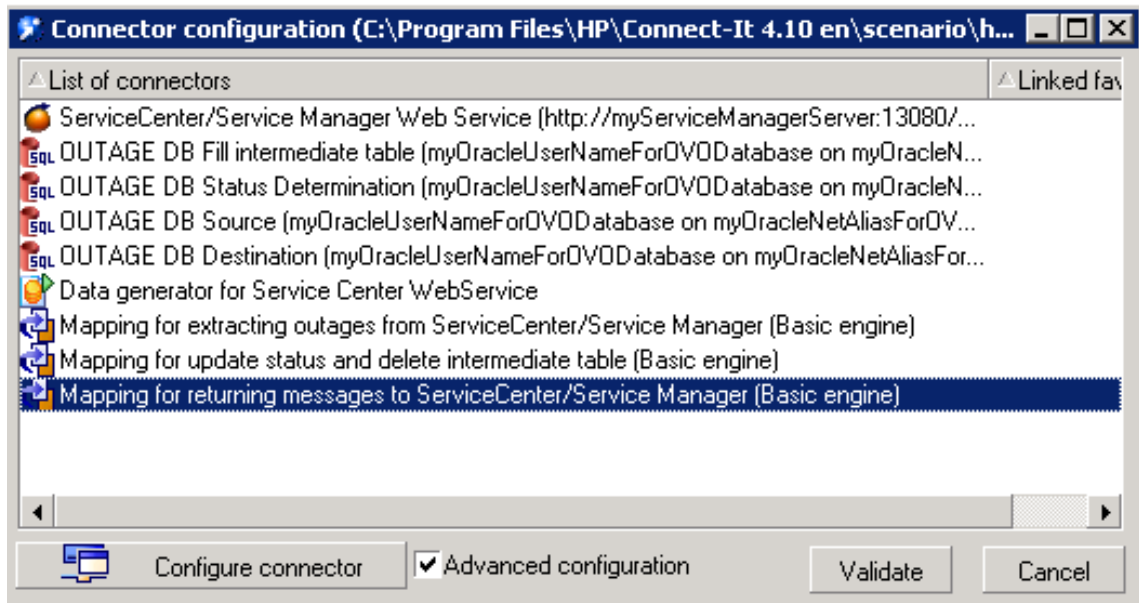 Connector configuration (C:\Program Files\HP\Connect-It 4.10 en\scenario\h...
List of connectors Linked fav
ServiceCenter/Service Manager Web Service (http://myServiceManagerServer:13080/...
SQL OUTAGE DB Fill intermediate table (myOracleUserNameForOVODatabase on myOracleN...
SQL OUTAGE DB Status Determination (myOracleUserNameForOVODatabase on myOracleN...
SQL OUTAGE DB Source (myOracleUserNameForOVODatabase on myOracleNetAliasForOV...
SQL OUTAGE DB Destination (myOracleUserNameForOVODatabase on myOracleNetAliasFor...
Data generator for Service Center WebService
Mapping for extracting outages from ServiceCenter/Service Manager (Basic engine)
Mapping for update status and delete intermediate table (Basic engine)
Mapping for returning messages to ServiceCenter/Service Manager (Basic engine)
Configure connector Advanced configuration Validate Cancel